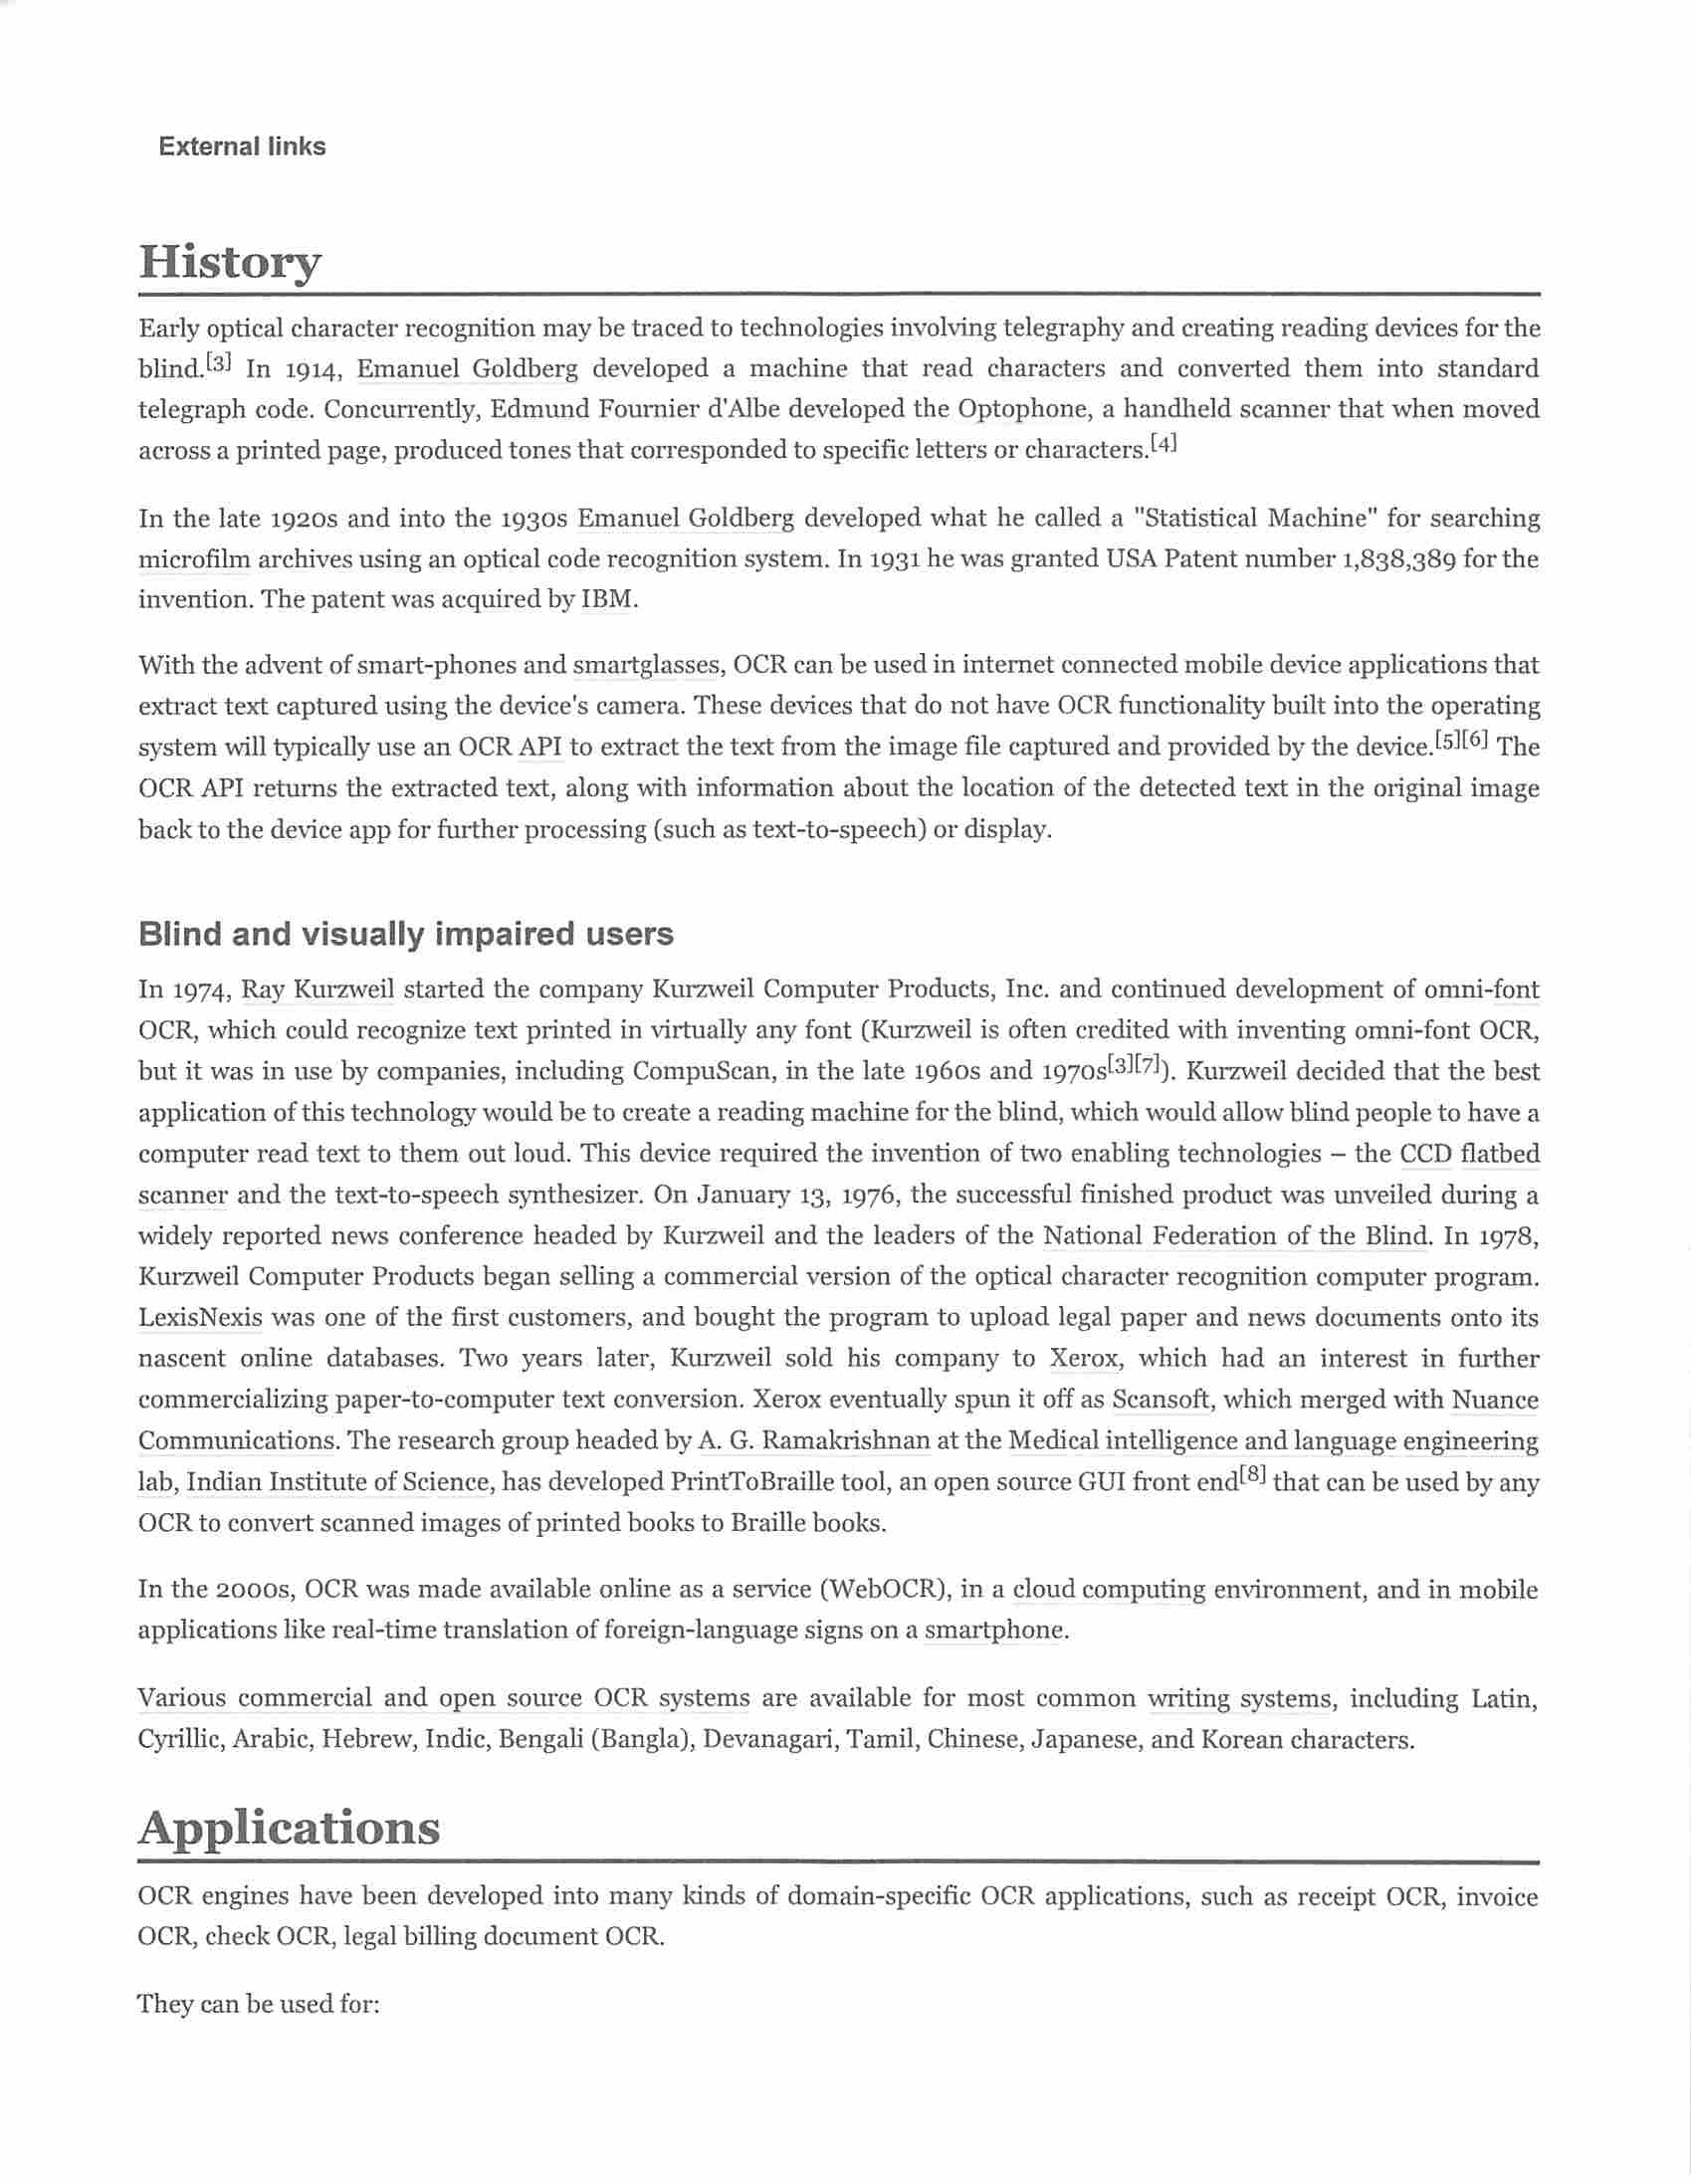 External links
History
Early optical character recognition may be traced to technologies involving telegraphy and creating reading devices for the
blind.[3] In 1914, Emanuel Goldberg developed a machine that read characters and converted them into standard
telegraph code. Concurrently, Edmund Fournier d'Albe developed the Optophone, a handheld scanner that when moved
across a printed page, produced tones that corresponded to specific letters or characters.[4]
In the late 1920s and into the 1930s Emanuel Goldberg developed what he called a "Statistical Machine" for searching
microfilm archives using an optical code recognition system. In 1931 he was granted USA Patent number 1,838,389 for the
invention. The patent was acquired by IBM.
With the advent of smart-phones and smartglasses, OCR can be used in internet connected mobile device applications that
extract text captured using the device's camera. These devices that do not have OCR functionality built into the operating
system will typically use an OCR API to extract the text from the image file captured and provided by the device.[5][6] The
OCR API returns the extracted text, along with information about the location of the detected text in the original image
back to the device app for further processing (such as text-to-speech) or display.
Blind and visually impaired users
In 1974, Ray Kurzweil started the company Kurzweil Computer Products, Inc. and continued development of omni-font
OCR, which could recognize text printed in virtually any font (Kurzweil is often credited with inventing omni-font OCR,
but it was in use by companies, including CompuScan, in the late 1960s and 1970s[3][7]). Kurzweil decided that the best
application of this technology would be to create a reading machine for the blind, which would allow blind people to have a
computer read text to them out loud. This device required the invention of two enabling technologies – the CCD flatbed
scanner and the text-to-speech synthesizer. On January 13, 1976, the successful finished product was unveiled during a
widely reported news conference headed by Kurzweil and the leaders of the National Federation of the Blind. In 1978,
Kurzweil Computer Products began selling a commercial version of the optical character recognition computer program.
LexisNexis was one of the first customers, and bought the program to upload legal paper and news documents onto its
nascent online databases. Two years later, Kurzweil sold his company to Xerox, which had an interest in further
commercializing paper-to-computer text conversion. Xerox eventually spun it off as Scansoft, which merged with Nuance
Communications. The research group headed by A. G. Ramakrishnan at the Medical intelligence and language engineering
lab, Indian Institute of Science, has developed PrintToBraille tool, an open source GUI front end[8] that can be used by any
OCR to convert scanned images of printed books to Braille books.
In the 2000s, OCR was made available online as a service (WebOCR), in a cloud computing environment, and in mobile
applications like real-time translation of foreign-language signs on a smartphone.
Various commercial and open source OCR systems are available for most common writing systems, including Latin,
Cyrillic, Arabic, Hebrew, Indic, Bengali (Bangla), Devanagari, Tamil, Chinese, Japanese, and Korean characters.
Applications
OCR engines have been developed into many kinds of domain-specific OCR applications, such as receipt OCR, invoice
OCR, check OCR, legal billing document OCR.
They can be used for: